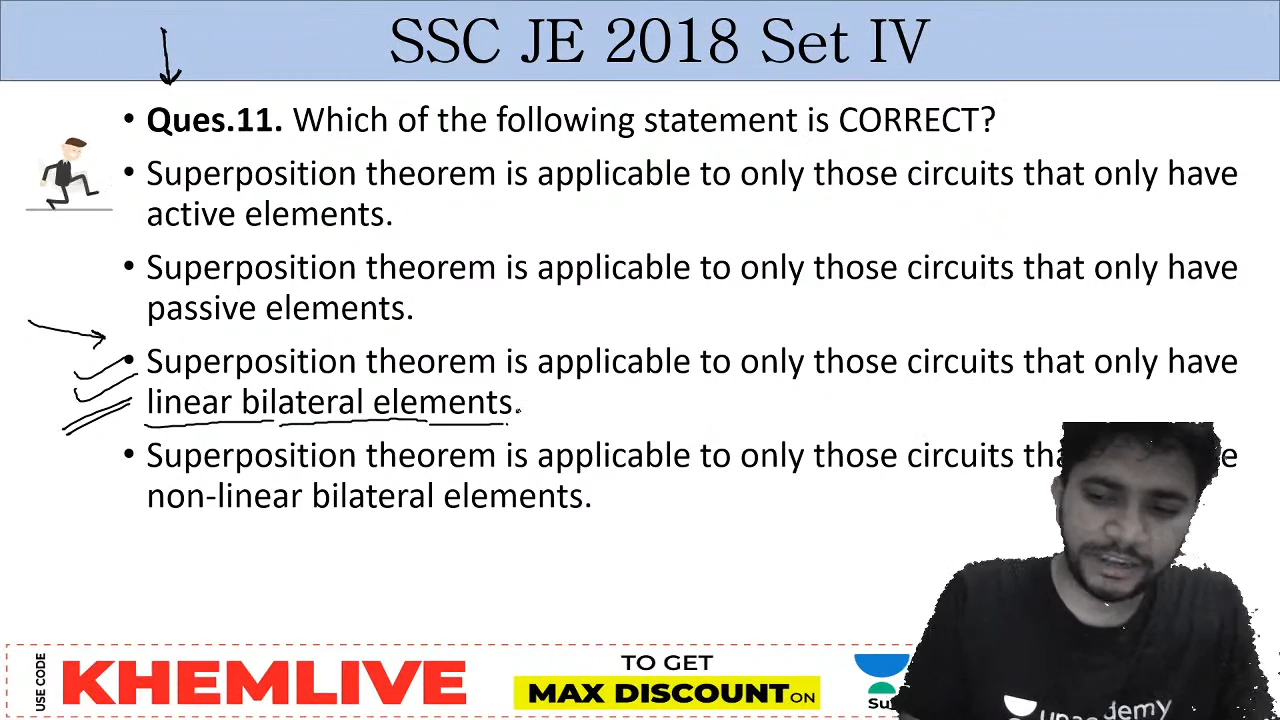 SSC JE 2018 Set IV
• Ques.11. Which of the following statement is CORRECT?
• Superposition theorem is applicable to only those circuits that only have
active elements.
• Superposition theorem is applicable to only those circuits that only have
passive elements.
• Superposition theorem is applicable to only those circuits that only have
linear bilateral elements.
• Superposition theorem is applicable to only those circuits
non-linear bilateral elements.
USE CODE
KHEMLIVE
TO GET
MAX DISCOUNT ON